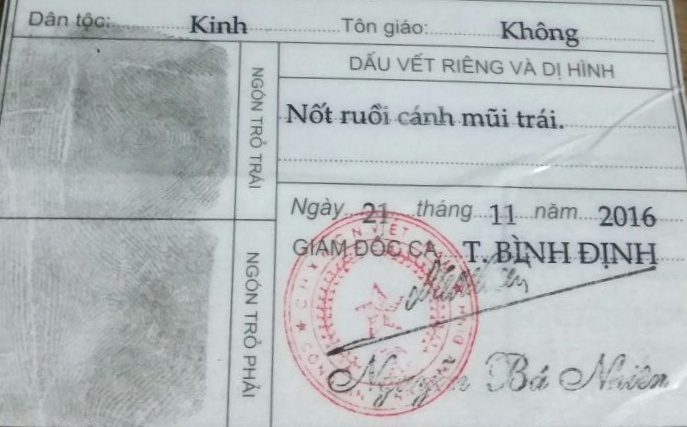 Dân tộc: Kinh Tôn giáo: Không
NGÓN TRỎ TRÁI
DẤU VẾT RIÊNG VÀ DỊ HÌNH
Nốt ruồi cánh mũi trái.
Ngày 21 tháng 11 năm 2016
GIÁM ĐỐC CA T. BÌNH ĐỊNH
NGÓN TRỎ PHẢI
Nguyễn Bá Nhiên